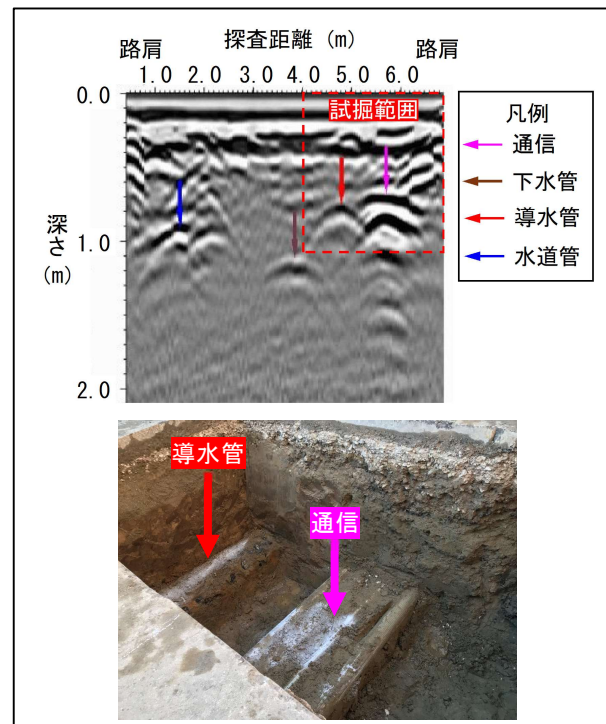 探査距離 (m)
路肩
路肩
1.0 2.0 3.0 4.0 5.0 6.0
0.0
1.0
2.0
深さ
(m)
試掘範囲
凡例
通信
下水管
導水管
水道管
導水管
通信